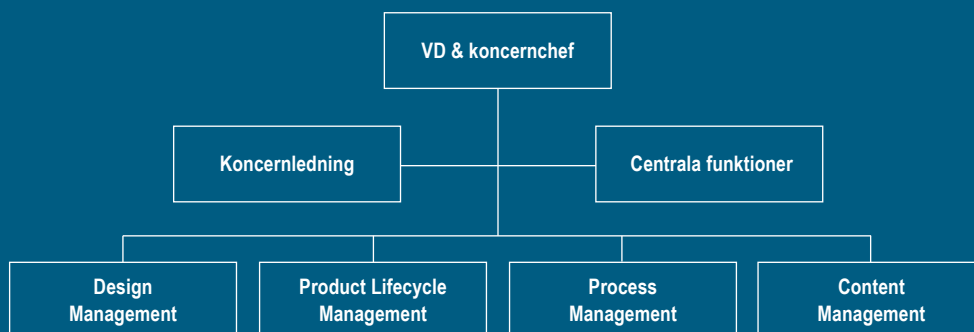 VD & koncernchef
Koncernledning
Centrala funktioner
Design
Management
Product Lifecycle
Management
Process
Management
Content
Management